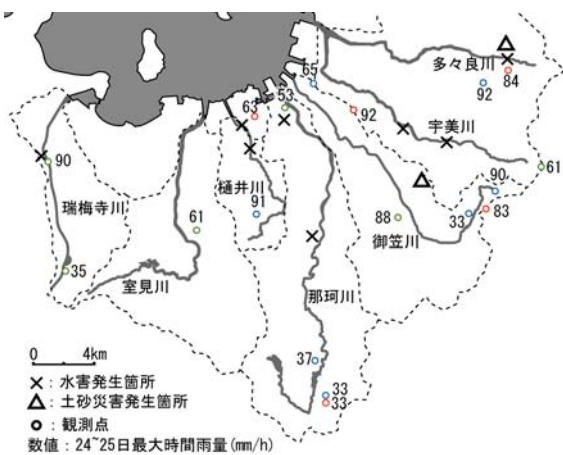 多々良川
65
92
84
63
53
92
宇美川
61
90
樋井川
90
瑞梅寺川
91
88
33
83
61
御笠川
35
室見川
那珂川
0 4km
37
×：水害発生箇所
33
△：土砂災害発生箇所
33
○：観測点
数値：24~25日最大時間雨量(mm/h)